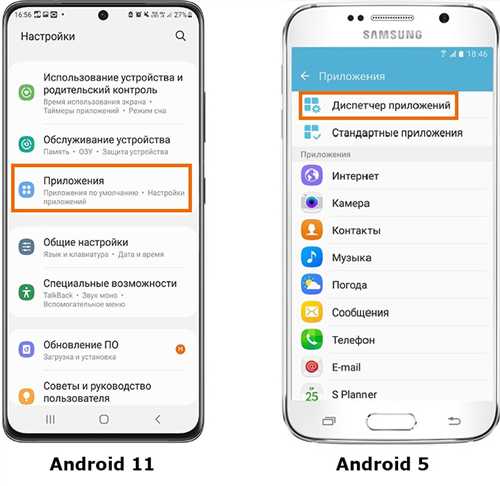 16:56 27%
Настройки
Использование устройства и
родительский контроль
Время использования экрана •
Таймеры приложений • Режим сна
Обслуживание устройства
Память • ОЗУ • Защита устройства
Приложения
Приложения по умолчанию • Настройки
приложений
Общие настройки
Язык и клавиатура • Дата и время
Специальные возможности
TalkBack • Звук моно •
Вспомогательное меню
Обновление ПО
Загрузка и установка
Н
Советы и руководство
пользователя
Android 11
SAMSUNG
18:46
Приложения
Диспетчер приложений
Стандартные приложения
Приложения
Интернет
Камера
Контакты
Музыка
Погода
Сообщения
Телефон
E-mail
25
S Planner
Android 5